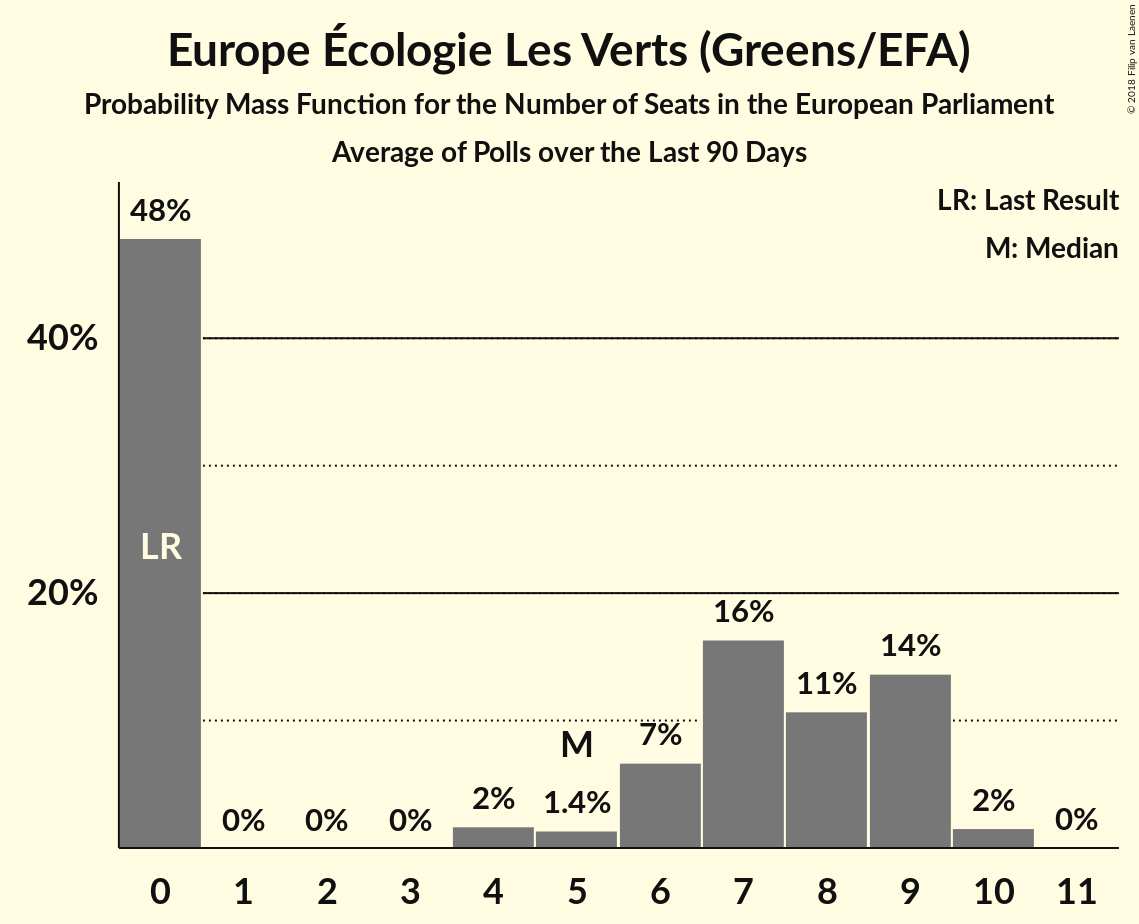 Europe Écologie Les Verts (Greens/EFA)
Probability Mass Function for the Number of Seats in the European Parliament
Average of Polls over the Last 90 Days
© 2018 Filip van Laenen
LR: Last Result
M: Median
48%
40%
LR
20%
16%
14%
11%
7%
M
2%
1.4%
2%
0%
0%
0%
0%
0 1 2 3 4 5 6 7 8 9 10 11